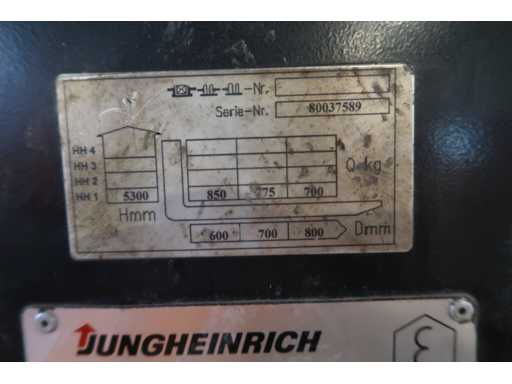 -Nr.
Serie-Nr. 80037589
HH 4
HH 3 Q kg
HH 2
HH 1 5300 850 775 700
Hmm 600 700 800 Dmm
JUNGHEINRICH